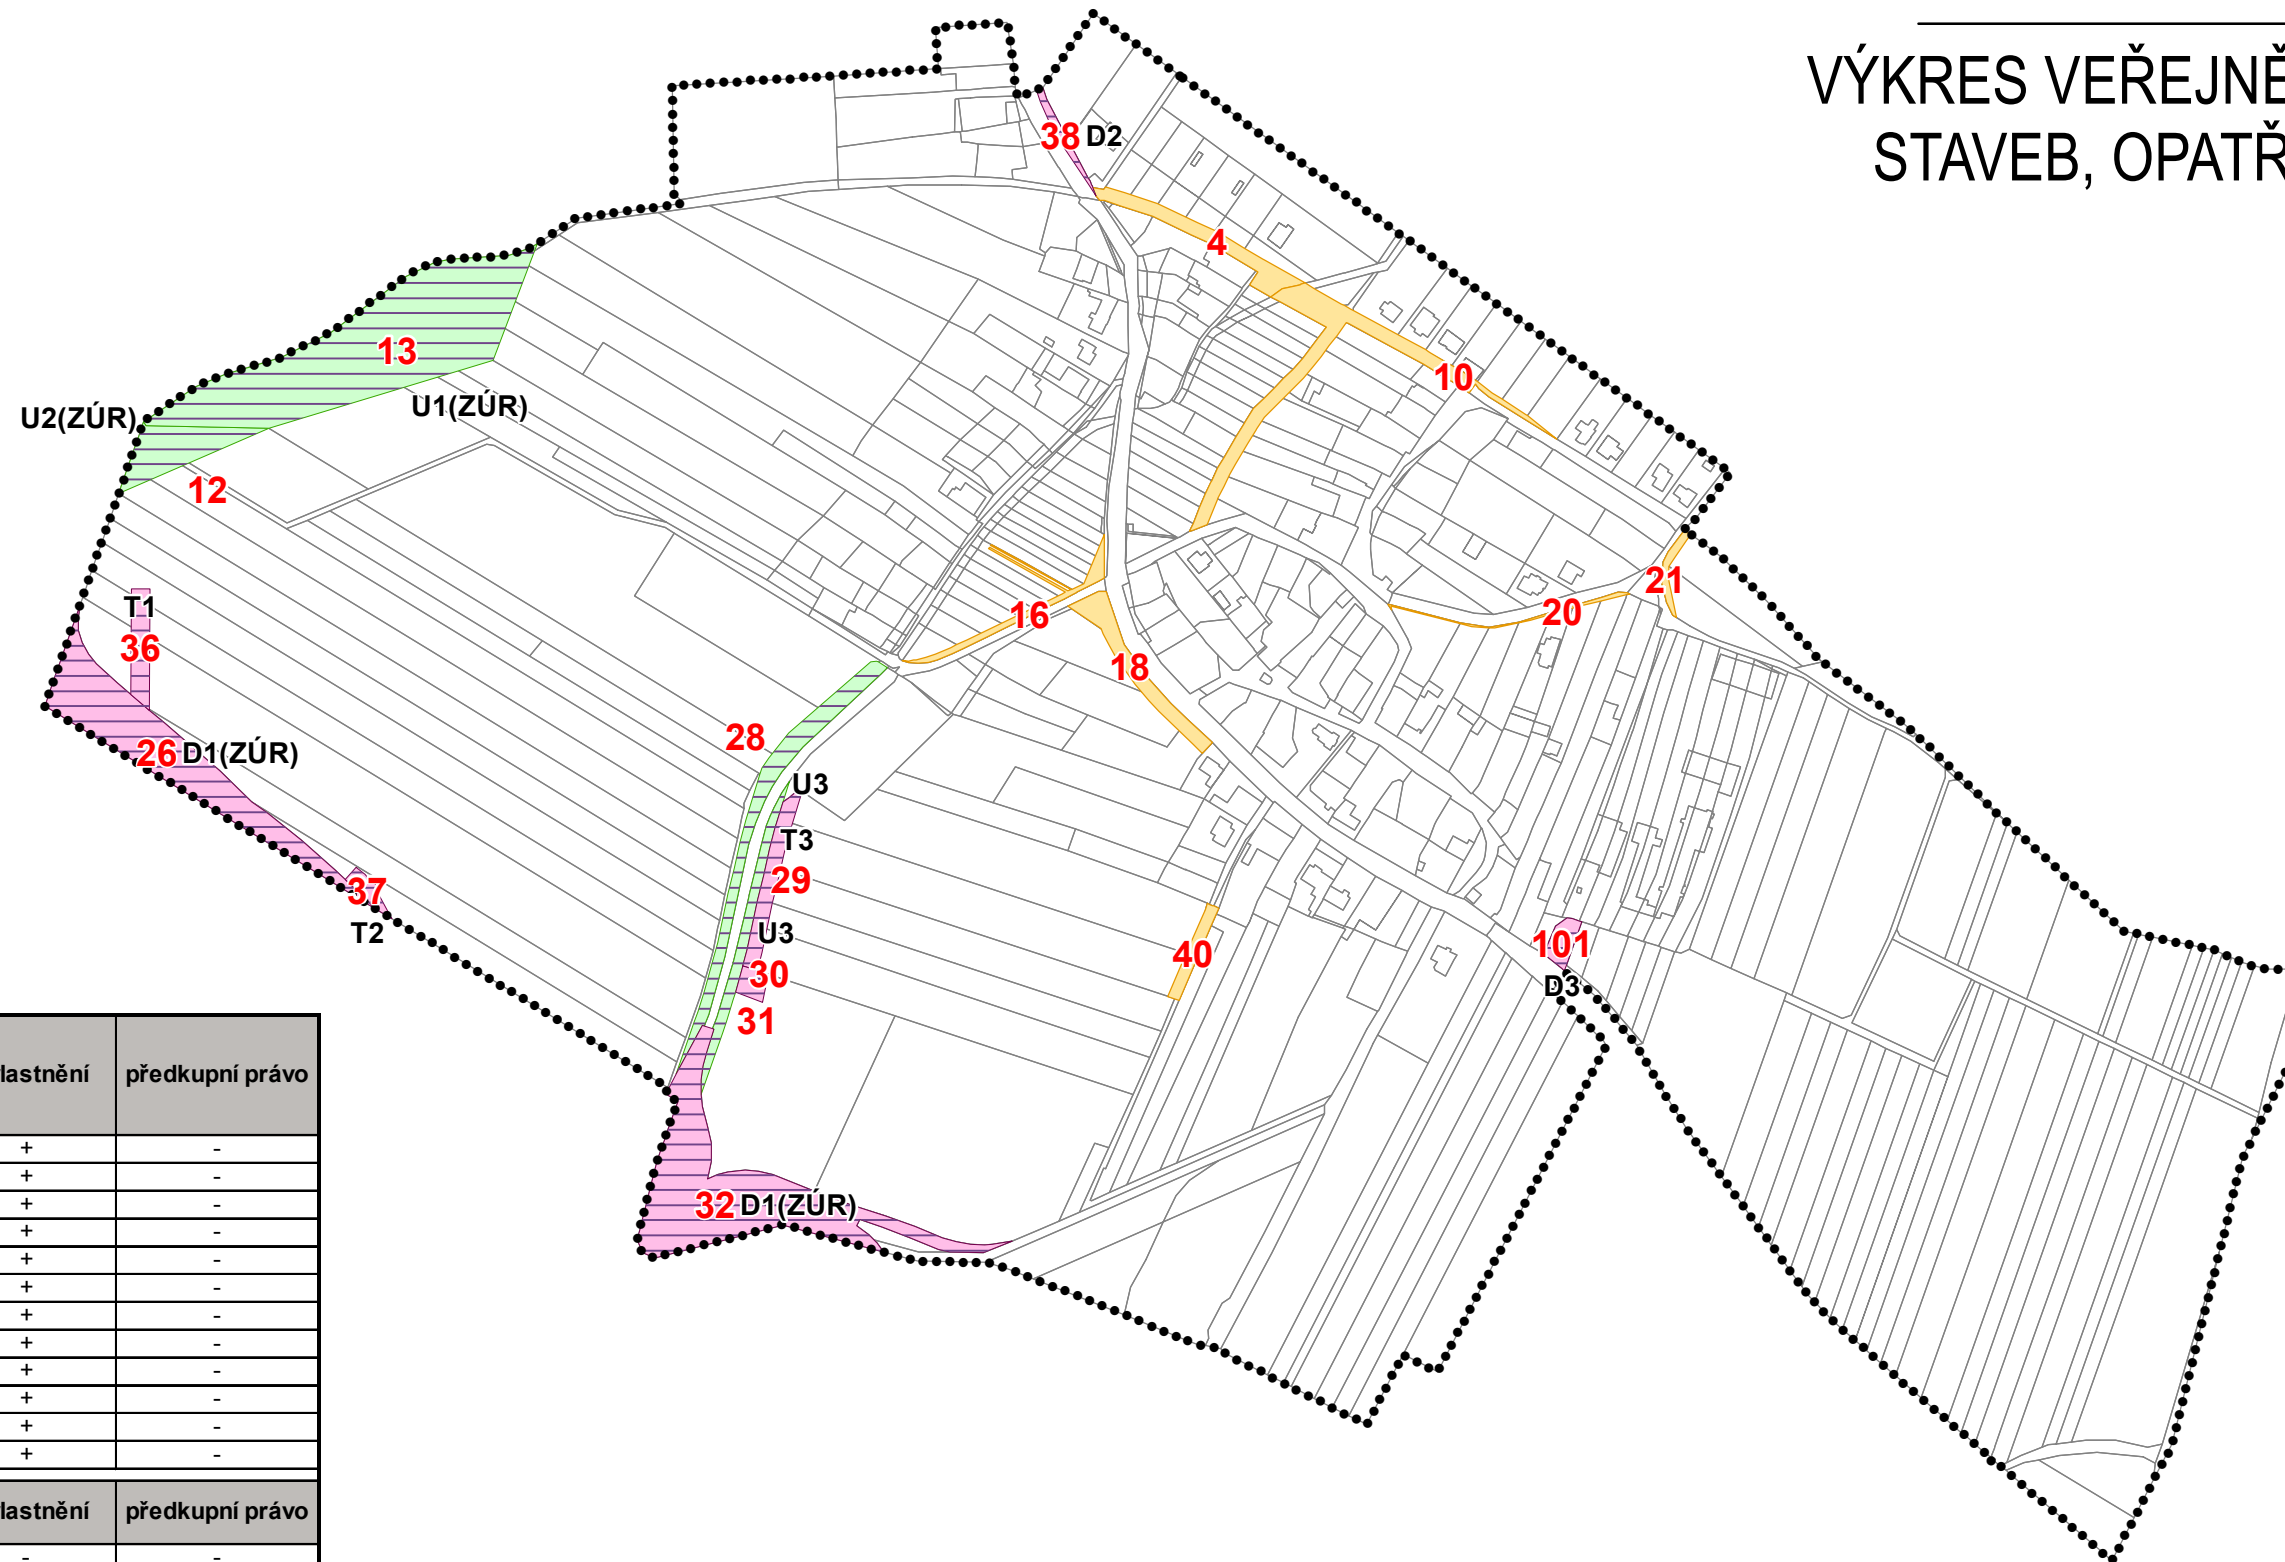 VÝKRES VEŘEJNĚ
STAVEB, OPATŘ
38 D2
4
13
10
U1(ZÚR)
U2(ZÚR)
12
21
T1
20
16
36
18
28
26 D1(ZÚR)
U3
T3
29
37
T2
U3
101
40
30
D3
31
32 D1(ZÚR)
lastnění předkupní právo
+ -
+ -
+ -
+ -
+ -
+ -
+ -
+ -
+ -
+ -
+ -
+ -
lastnění předkupní právo
- -